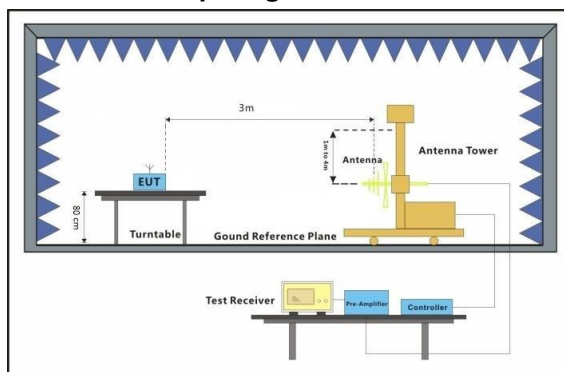 3m
1m to 4m
Antenna
Antenna Tower
EUT
80 cm
Turntable
Gound Reference Plane
Test Receiver
Pre-Amplifier
Controller